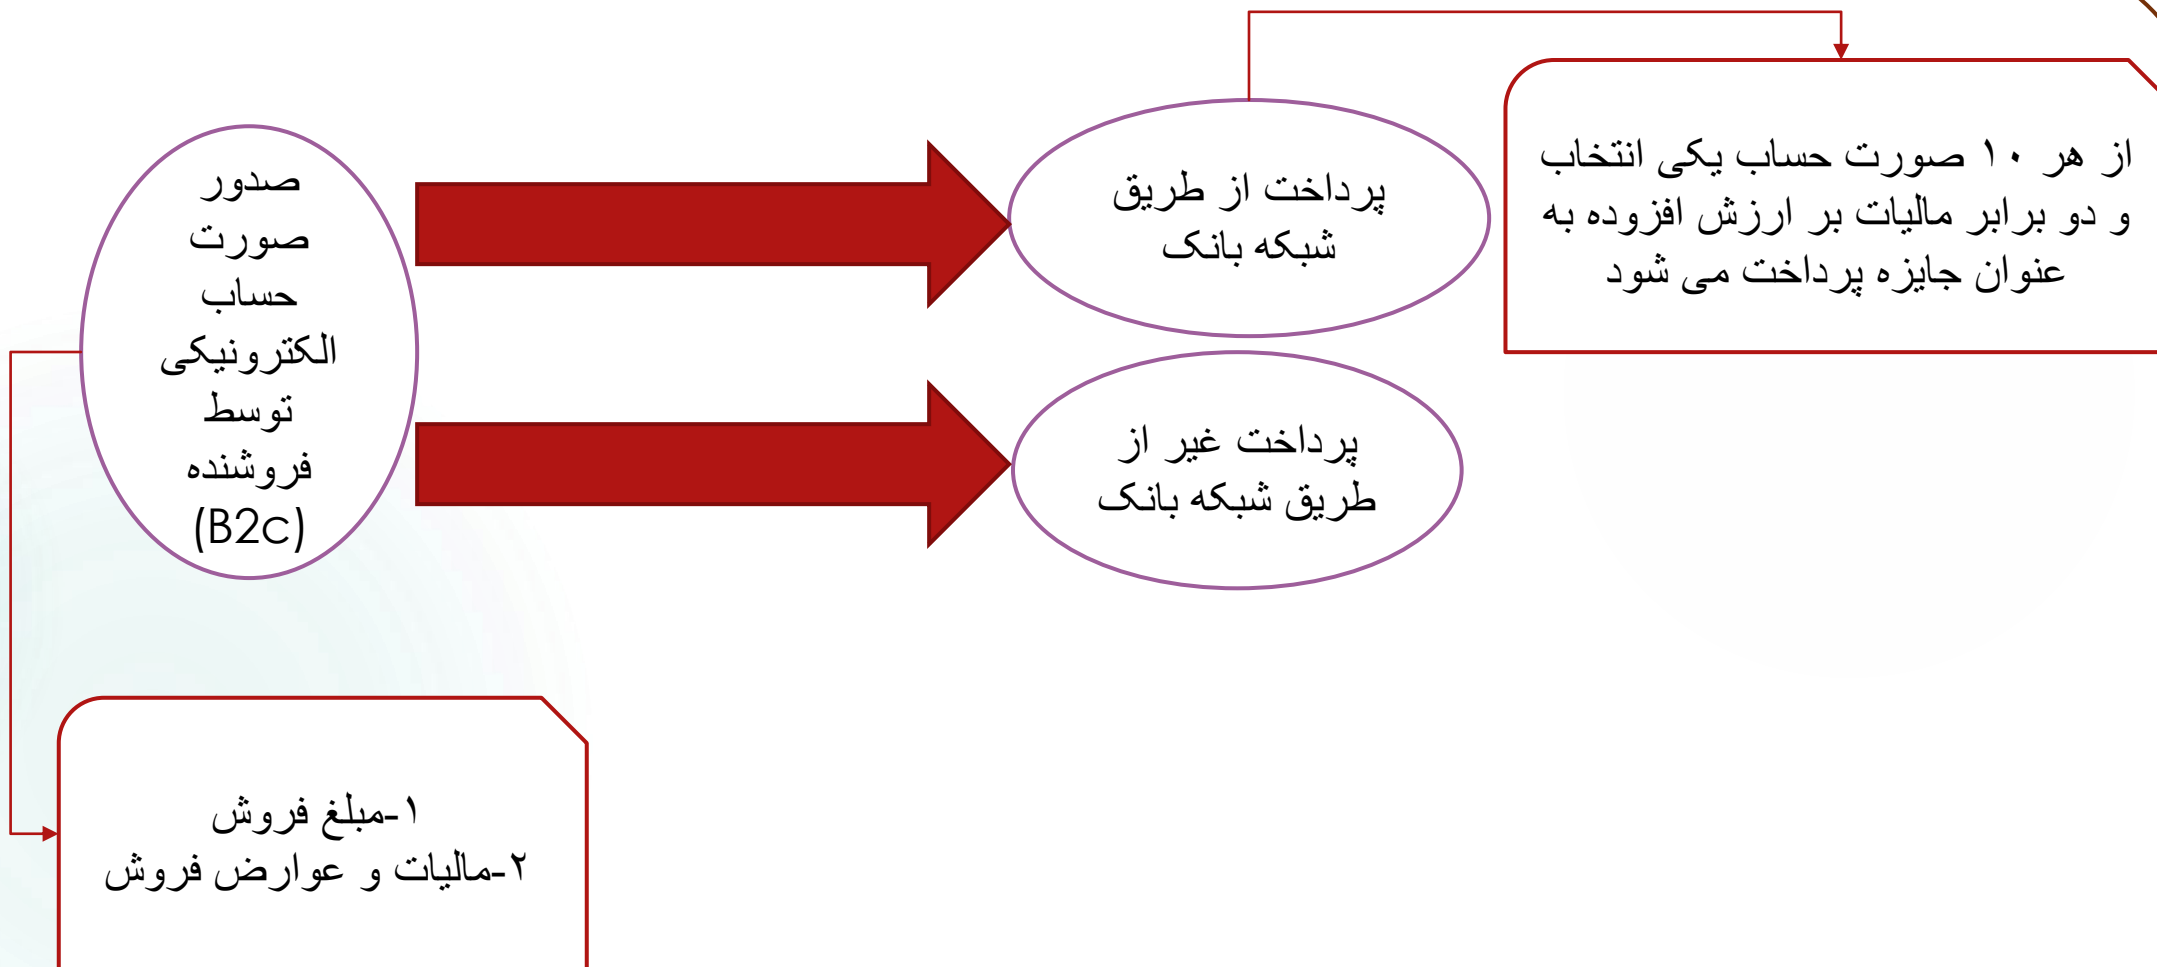 صدور
صورت
حساب
الکترونیکی
توسط
فروشنده
(B2c)
پرداخت از طریق
شبکه بانک
از هر ۱۰ صورت حساب یکی انتخاب
و دو برابر مالیات بر ارزش افزوده به
عنوان جایزه پرداخت می شود
پرداخت غیر از
طریق شبکه بانک
۱-مبلغ فروش
۲-مالیات و عوارض فروش